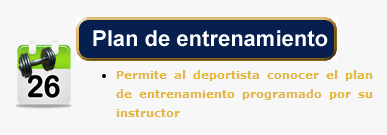 Plan de entrenamiento
26
• Permite al deportista conocer el plan
de entrenamiento programado por su
instructor